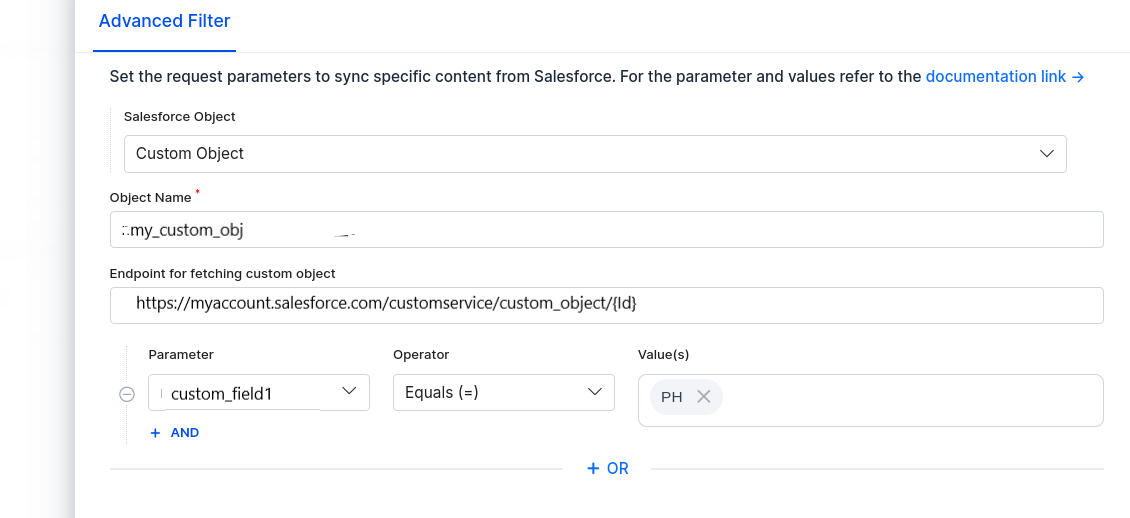 Advanced Filter
Set the request parameters to sync specific content from Salesforce. For the parameter and values refer to the documentation link →
Salesforce Object
Custom Object
Object Name *
my_custom_obj
Endpoint for fetching custom object
https://myaccount.salesforce.com/customservice/custom_object/{Id}
Parameter Operator Value(s)
custom_field1 Equals (=) PH
+ AND
+ OR